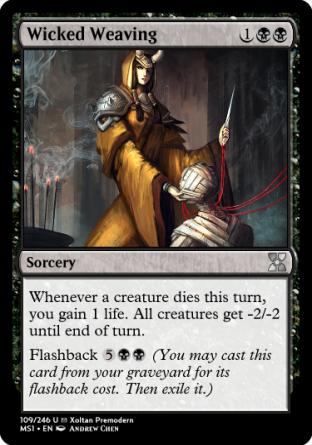 Wicked Weaving 1
Sorcery
Whenever a creature dies this turn,
you gain 1 life. All creatures get -2/-2
until end of turn.
Flashback 5 (You may cast this
card from your graveyard for its
flashback cost. Then exile it.)
109/246 U Xoltan Premodern
MS1 • EN Andrew Chen